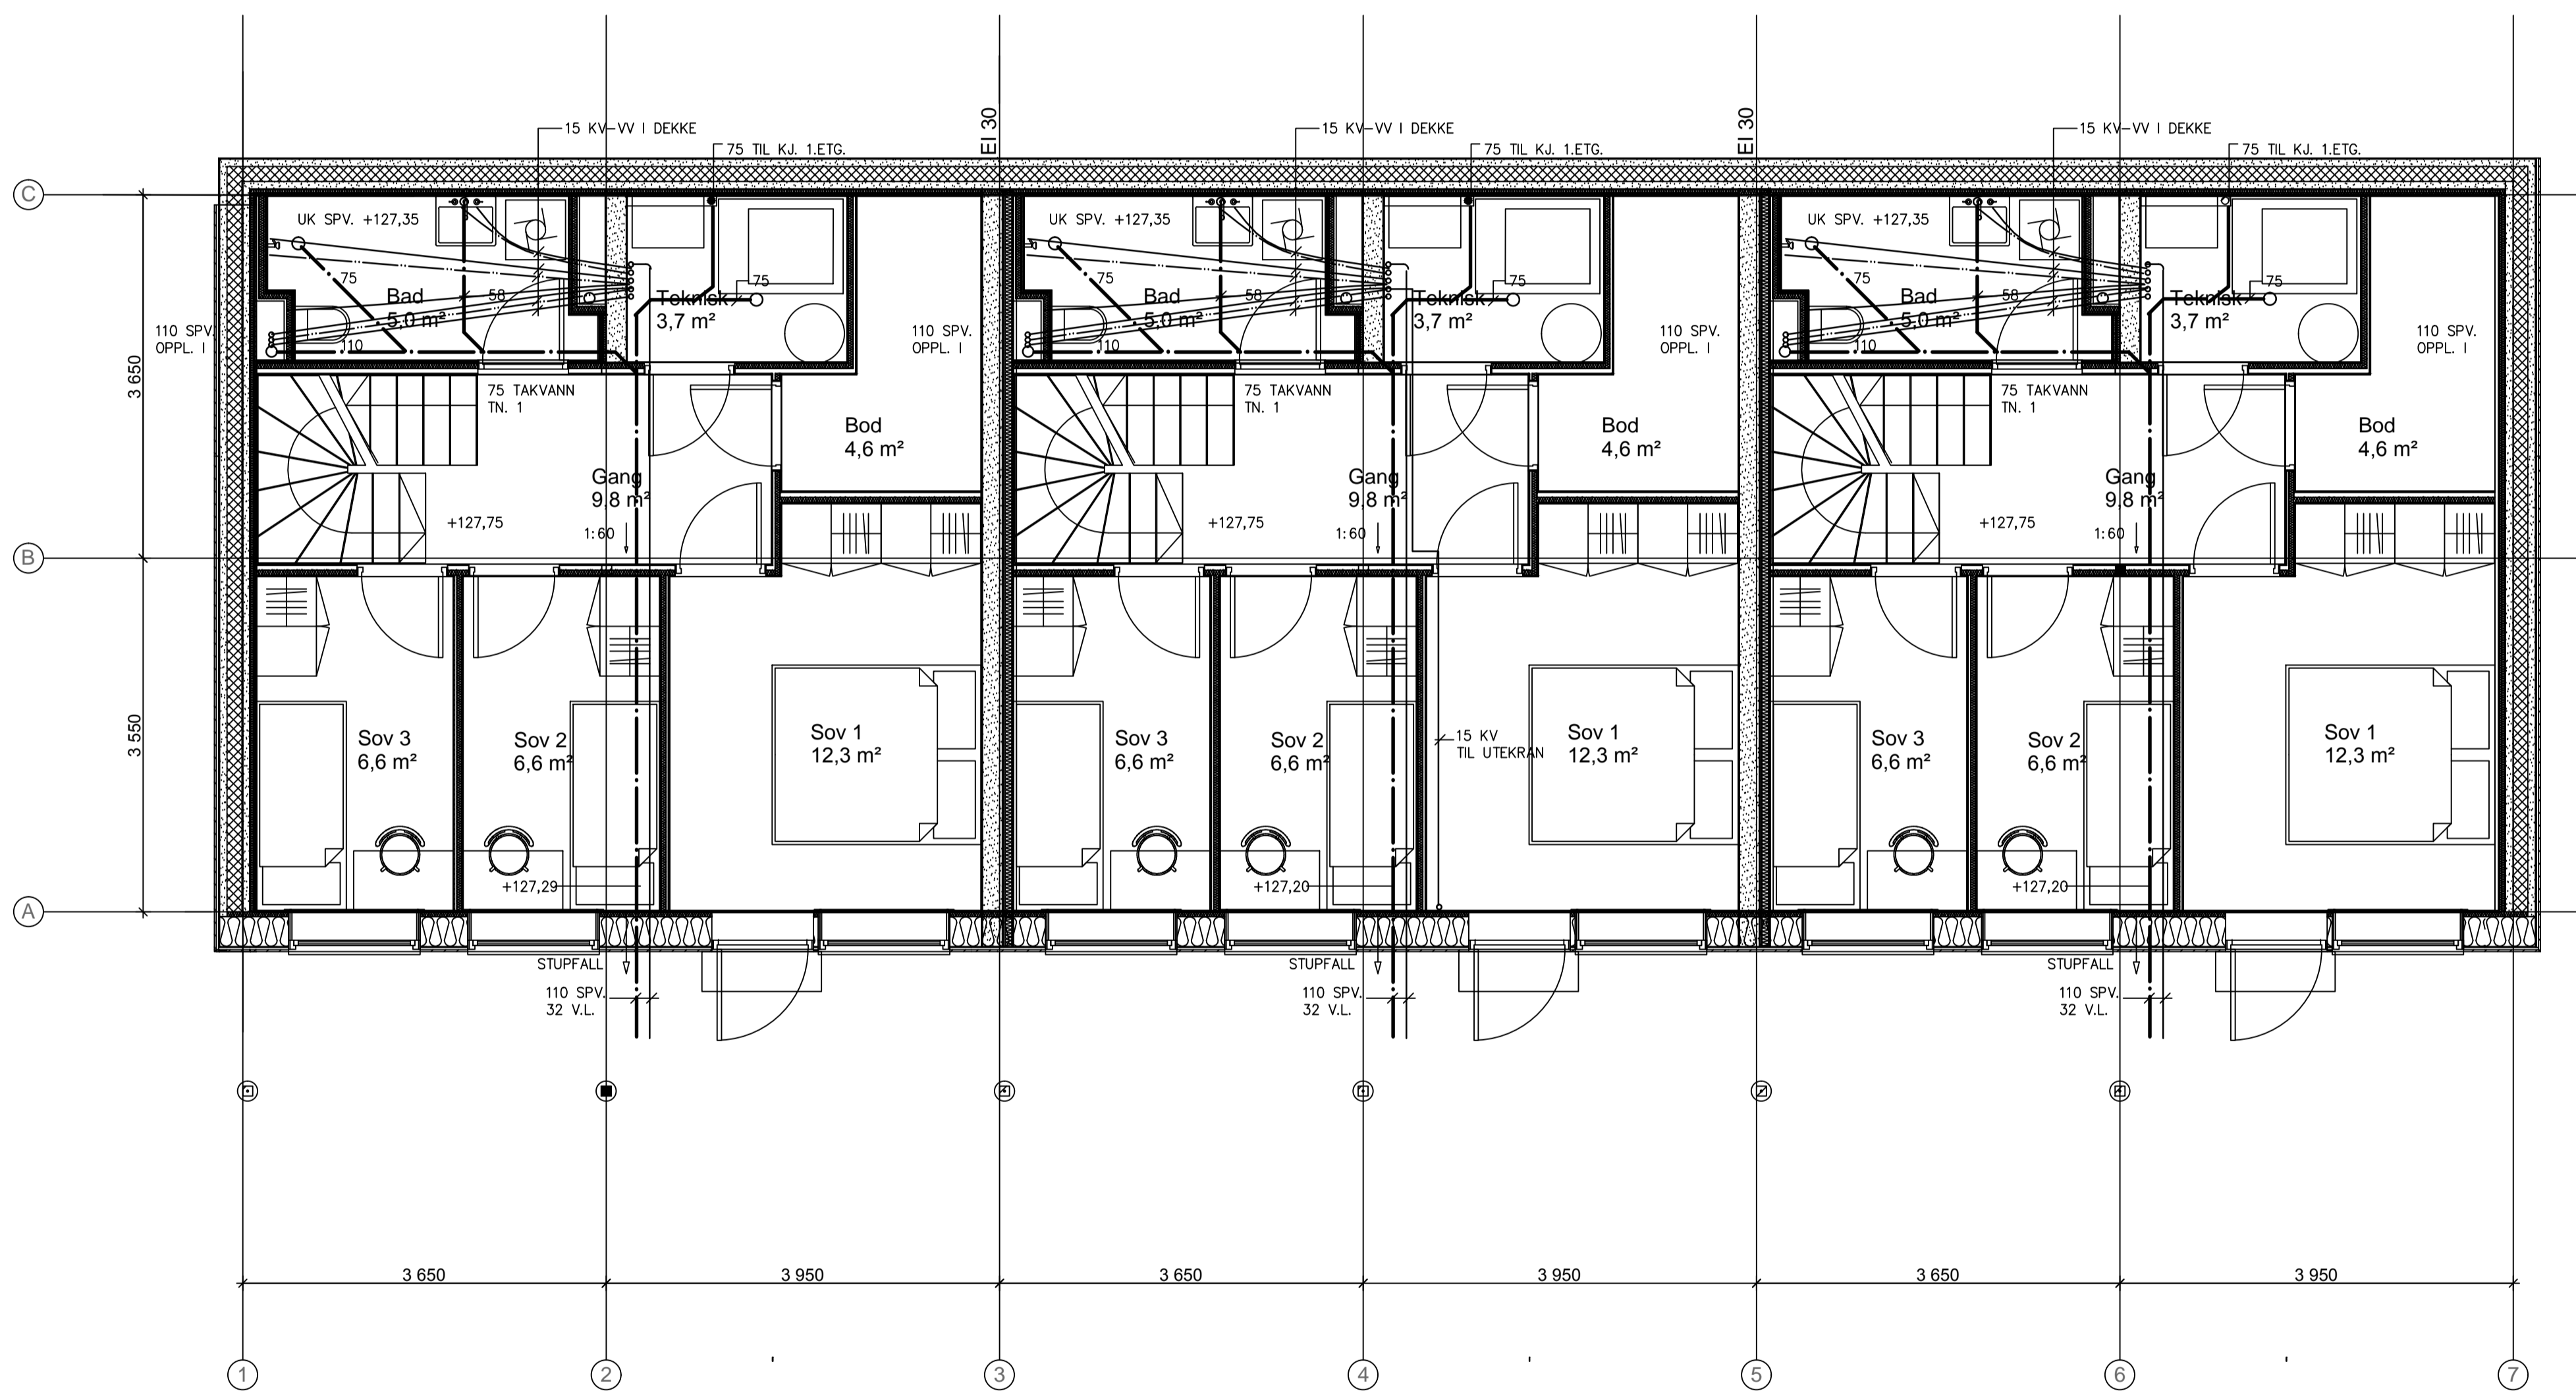 EI 30
EI 30
15 KV-VV I DEKKE
15 KV-VV I DEKKE
15 KV-VV I DEKKE
75 TIL KJ. 1.ETG.
75 TIL KJ. 1.ETG.
75 TIL KJ. 1.ETG.
C
UK SPV. +127,35
UK SPV. +127,35
UK SPV. +127,35
75
58
75
75
58
75
75
58
75
Bad
5,0 m²
Teknisk
3,7 m²
Bad
5,0 m²
Teknisk
3,7 m²
Bad
5,0 m²
Teknisk
3,7 m²
110 SPV.
OPPL. I
110
110 SPV.
OPPL. I
110
110 SPV.
OPPL. I
110
110 SPV.
OPPL. I
3 650
75 TAKVANN
TN. 1
75 TAKVANN
TN. 1
75 TAKVANN
TN. 1
Bod
4,6 m²
Bod
4,6 m²
Bod
4,6 m²
Gang
9,8 m²
Gang
9,8 m²
Gang
9,8 m²
+127,75
1:60
+127,75
1:60
+127,75
1:60
B
3 550
Sov 3
6,6 m²
Sov 2
6,6 m²
Sov 1
12,3 m²
Sov 3
6,6 m²
Sov 2
6,6 m²
15 KV
TIL UTEKRAN
Sov 1
12,3 m²
Sov 3
6,6 m²
Sov 2
6,6 m²
Sov 1
12,3 m²
+127,29
+127,20
+127,20
A
STUPFALL
STUPFALL
STUPFALL
110 SPV.
32 V.L.
110 SPV.
32 V.L.
110 SPV.
32 V.L.
3 650
3 950
3 650
3 950
3 650
3 950
1
2
3
4
5
6
7